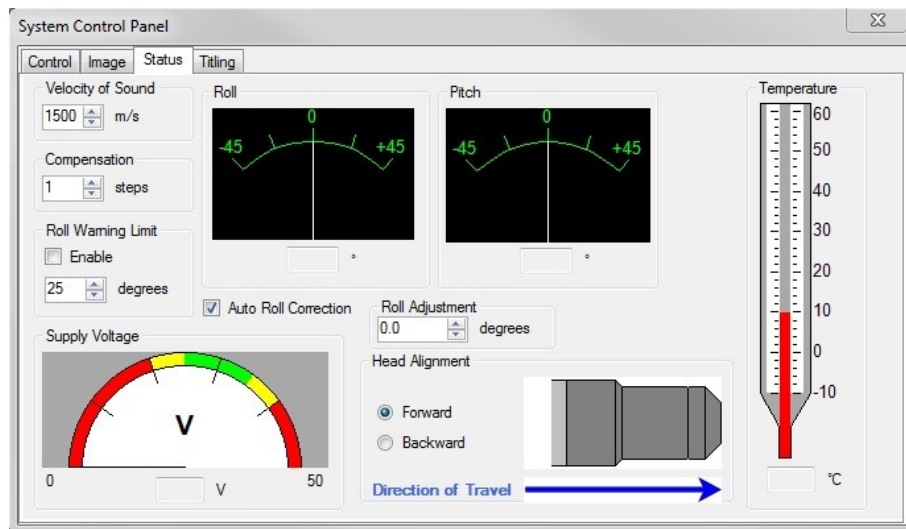 System Control Panel
Control Image Status Titling
Velocity of Sound
1500 m/s
Compensation
1 steps
Roll Warning Limit
Enable
25 degrees
Roll
0
-45 +45
°
Pitch
0
-45 +45
°
Auto Roll Correction
Roll Adjustment
0.0 degrees
Supply Voltage
V
0 50
V
Head Alignment
Forward
Backward
Direction of Travel
Temperature
60
50
40
30
20
10
0
-10
°C